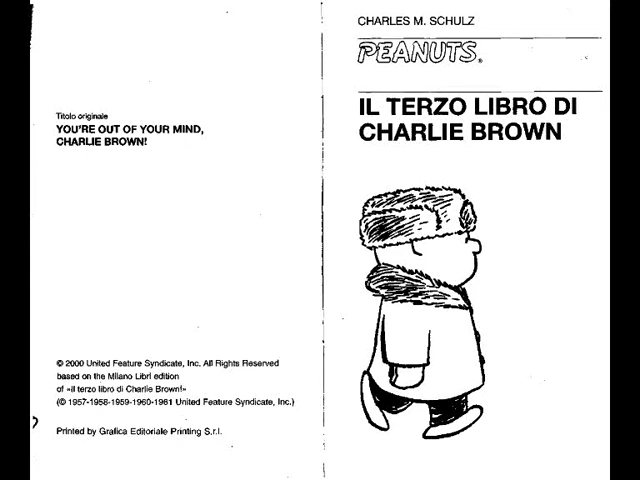 Titolo originale
YOU'RE OUT OF YOUR MIND,
CHARLIE BROWN!
© 2000 United Feature Syndicate, Inc. All Rights Reserved
based on the Milano Libri edition
of «Il terzo libro di Charlie Brown!»
(© 1957-1958-1959-1960-1961 United Feature Syndicate, Inc.)
Printed by Grafica Editoriale Printing S.r.l.
CHARLES M. SCHULZ
PEANUTS®
IL TERZO LIBRO DI
CHARLIE BROWN